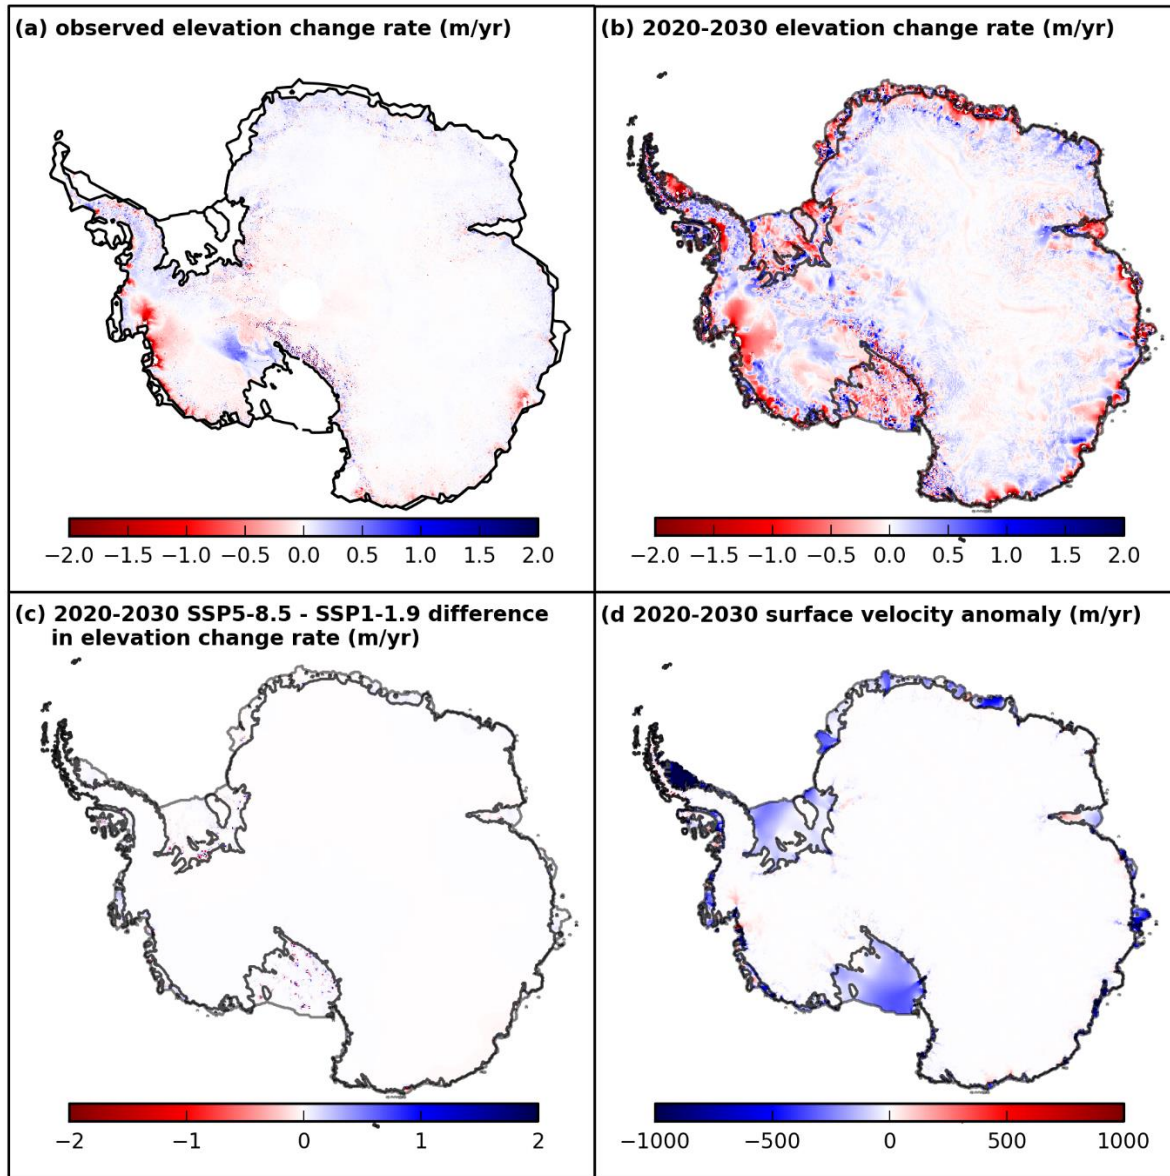 (a) observed elevation change rate (m/yr)
(b) 2020-2030 elevation change rate (m/yr)
−2.0 −1.5 −1.0 −0.5 0.0 0.5 1.0 1.5 2.0
−2.0 −1.5 −1.0 −0.5 0.0 0.5 1.0 1.5 2.0
(c) 2020-2030 SSP5-8.5 - SSP1-1.9 difference
in elevation change rate (m/yr)
(d 2020-2030 surface velocity anomaly (m/yr)
−2 −1 0 1 2
−1000 −500 0 500 1000